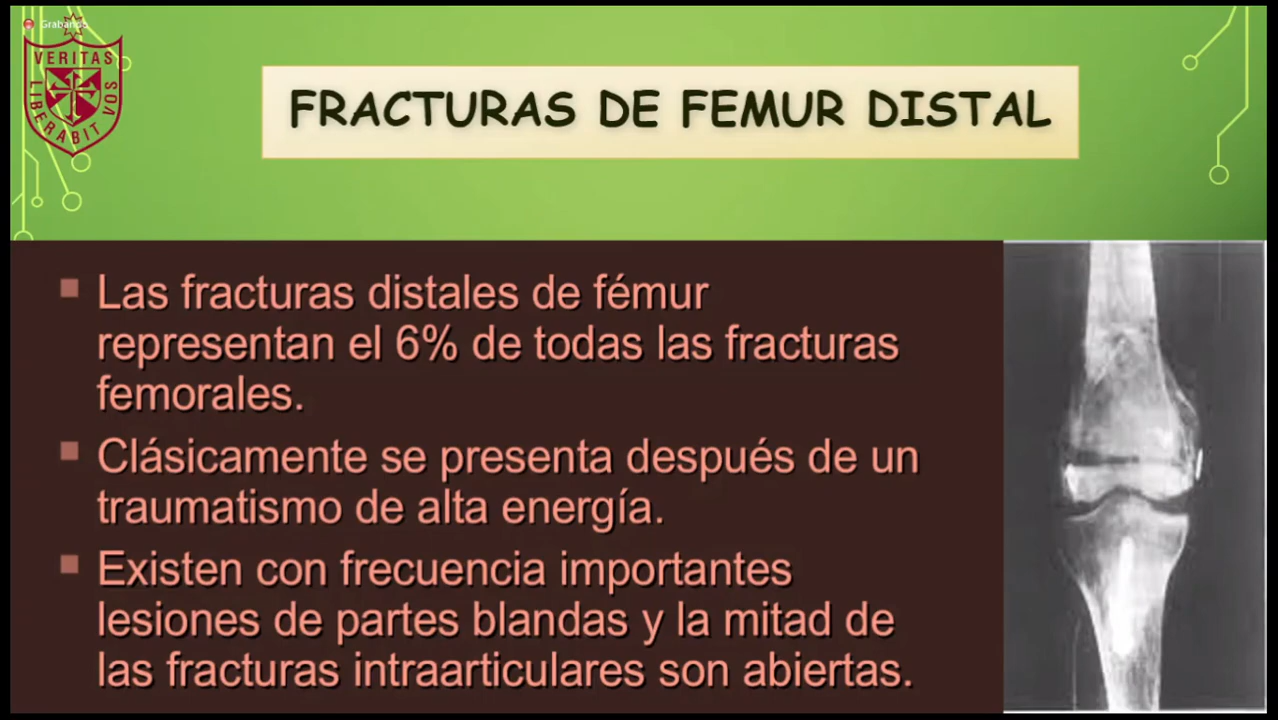 Grabando
VERITAS
LIBERABIT VOS
FRACTURAS DE FEMUR DISTAL
Las fracturas distales de fémur
representan el 6% de todas las fracturas
femorales.
Clásicamente se presenta después de un
traumatismo de alta energía.
Existen con frecuencia importantes
lesiones de partes blandas y la mitad de
las fracturas intraarticulares son abiertas.